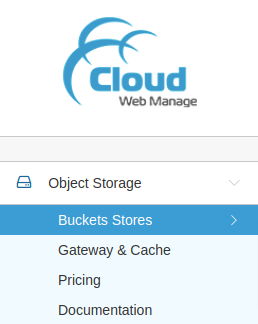 Cloud
Web Manage
Object Storage
Buckets Stores
Gateway & Cache
Pricing
Documentation